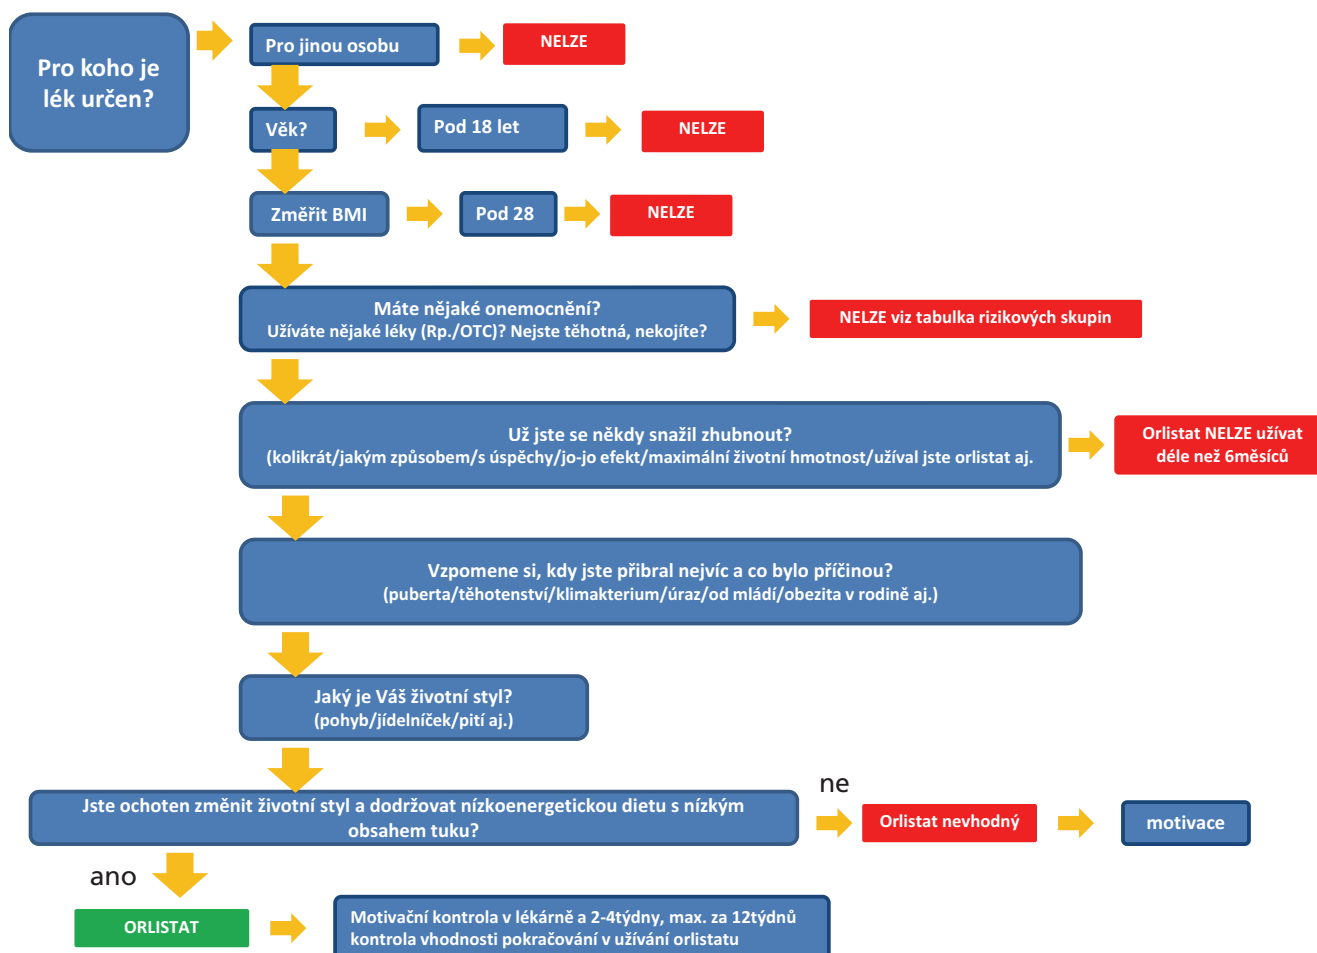 Pro koho je
lék určen?
Pro jinou osobu
NELZE
Věk?
Pod 18 let
NELZE
Změřit BMI
Pod 28
NELZE
Máte nějaké onemocnění?
Užíváte nějaké léky (Rp./OTC)? Nejste těhotná, nekojíte?
NELZE viz tabulka rizikových skupin
Už jste se někdy snažil zhubnout?
(kolikrát/jakým způsobem/s úspěchy/jo-jo efekt/maximální životní hmotnost/užíval jste orlistat aj.
Orlistat NELZE užívat
déle než 6měsíců
Vzpomene si, kdy jste přibral nejvíc a co bylo příčinou?
(puberta/těhotenství/klimakterium/úraz/od mládí/obezita v rodině aj.)
Jaký je Váš životní styl?
(pohyb/jídelníček/pití aj.)
Jste ochoten změnit životní styl a dodržovat nízkoenergetickou dietu s nízkým
obsahem tuku?
ne
Orlistat nevhodný
motivace
ano
ORLISTAT
Motivační kontrola v lékárně a 2-4týdny, max. za 12týdnů
kontrola vhodnosti pokračování v užívání orlistatu